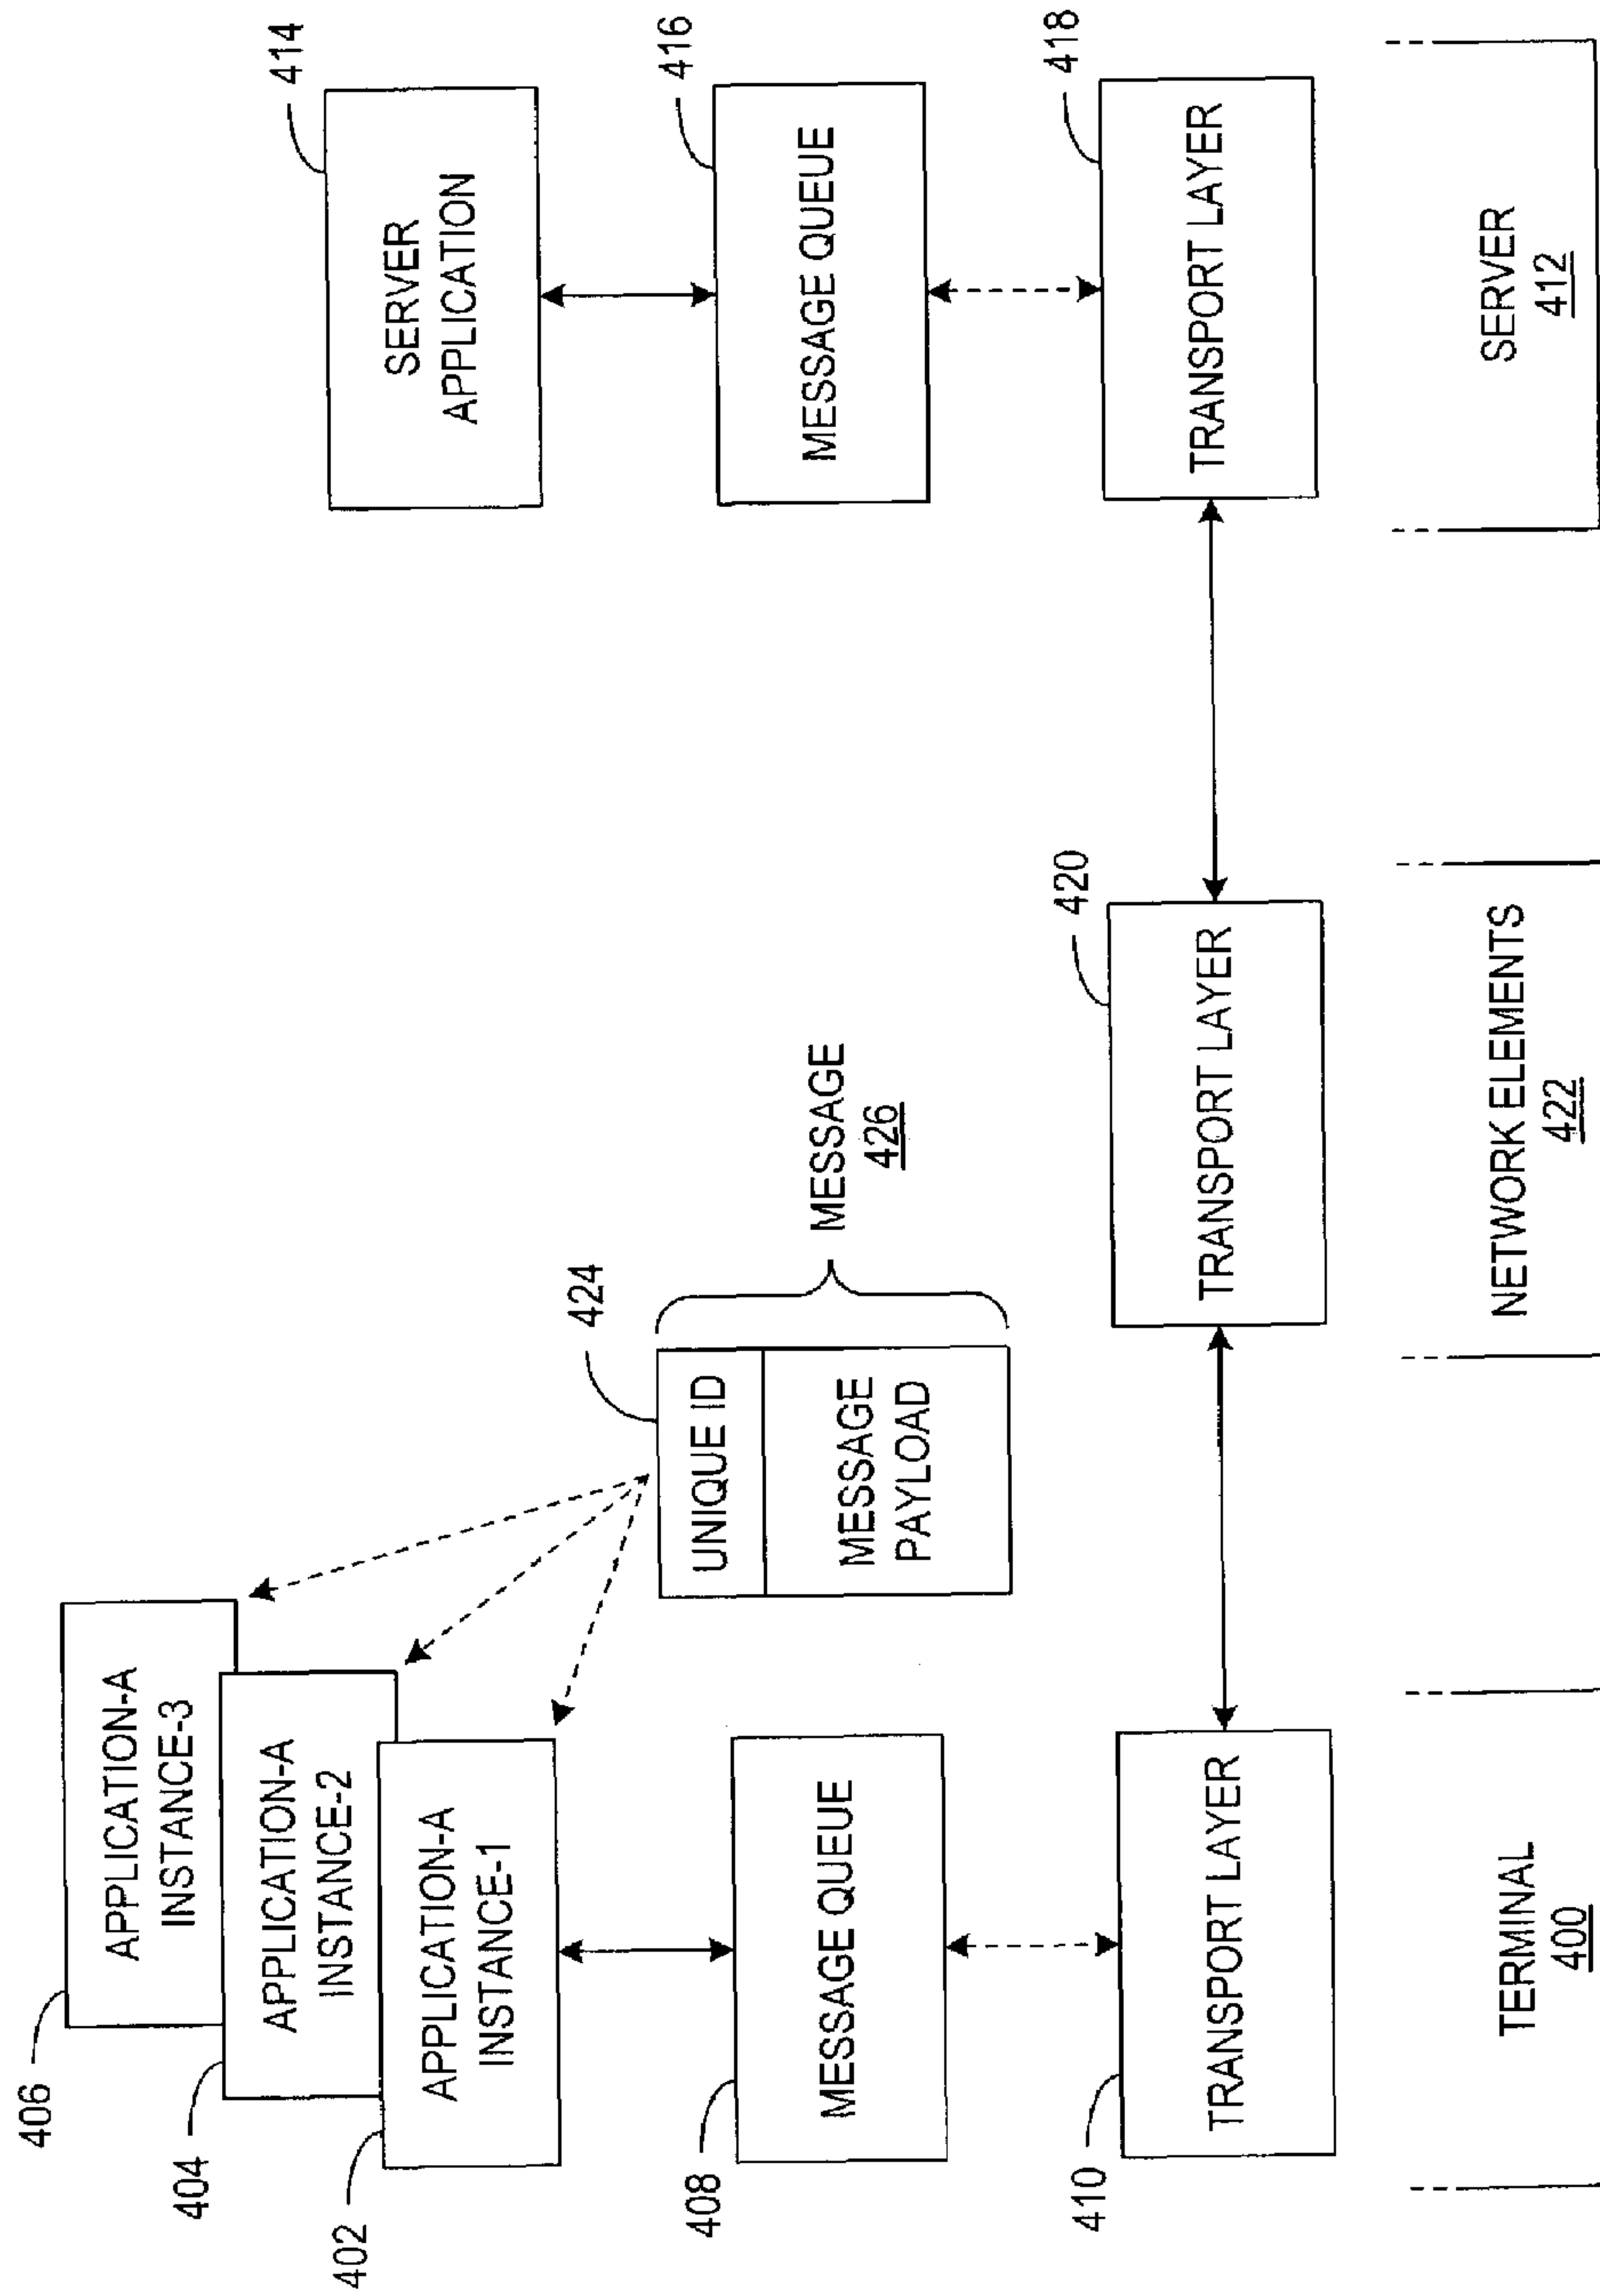 406
APPLICATION-A
INSTANCE-3
404
APPLICATION-A
INSTANCE-2
402
APPLICATION-A
INSTANCE-1
424
UNIQUE ID
MESSAGE
PAYLOAD
MESSAGE
426
414
SERVER
APPLICATION
408
MESSAGE QUEUE
416
MESSAGE QUEUE
410
TRANSPORT LAYER
420
TRANSPORT LAYER
418
TRANSPORT LAYER
TERMINAL
400
NETWORK ELEMENTS
422
SERVER
412